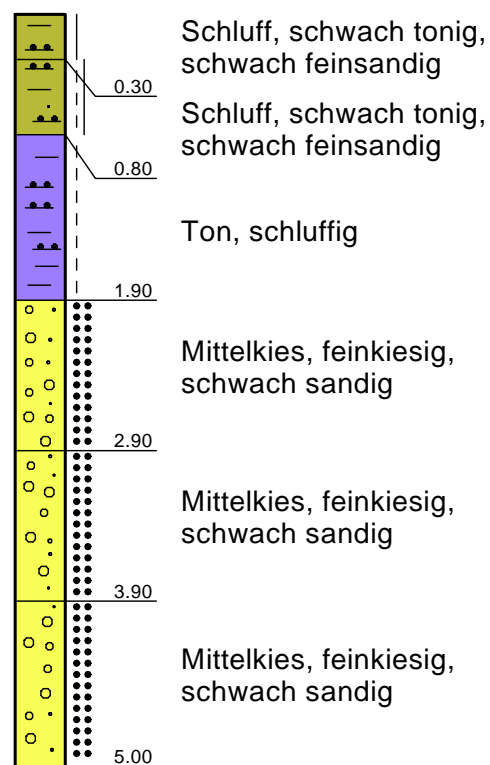 Schluff, schwach tonig,
schwach feinsandig
0.30
Schluff, schwach tonig,
schwach feinsandig
0.80
Ton, schluffig
1.90
Mittelkies, feinkiesig,
schwach sandig
2.90
Mittelkies, feinkiesig,
schwach sandig
3.90
Mittelkies, feinkiesig,
schwach sandig
5.00